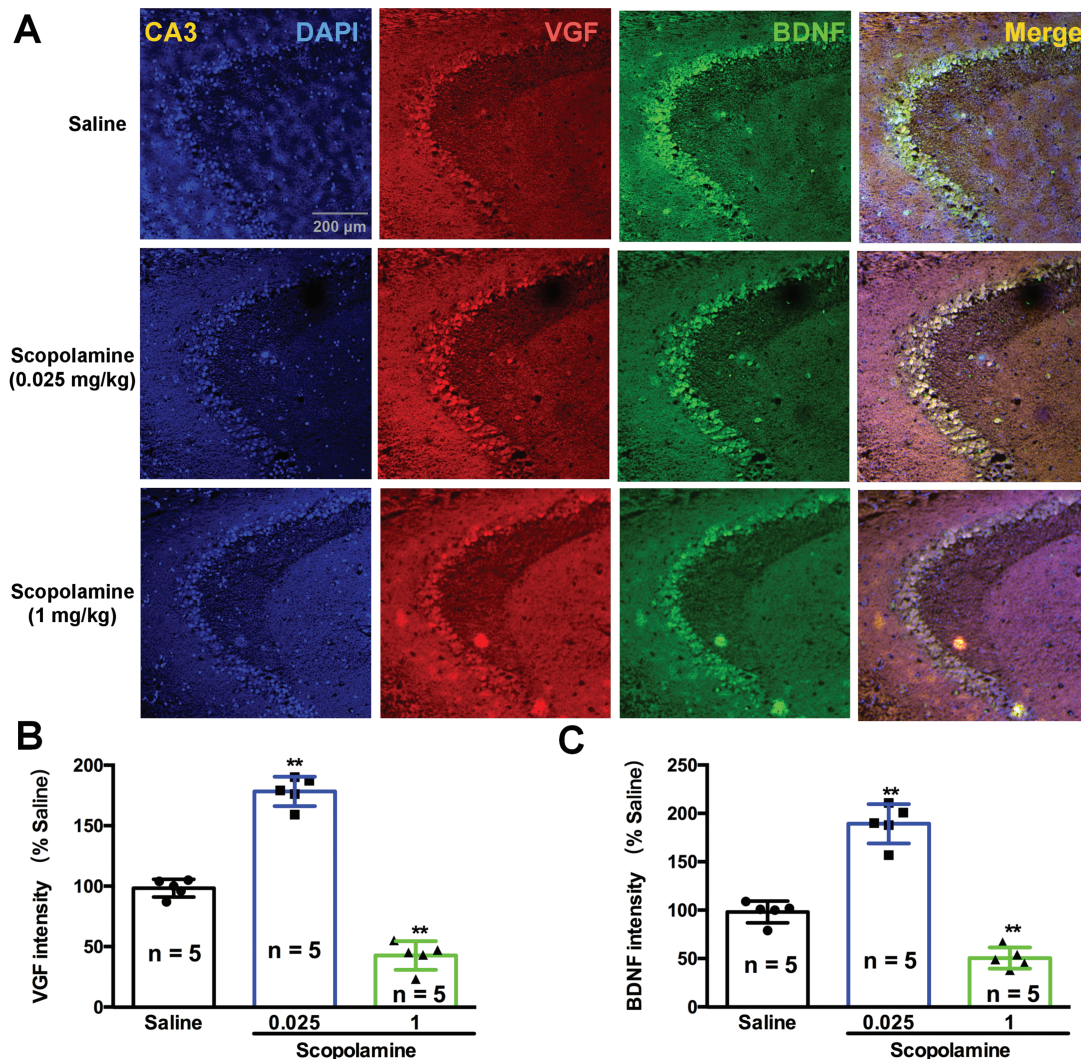 A
CA3 DAPI VGF BDNF Merge
Saline
200 µm
Scopolamine
(0.025 mg/kg)
Scopolamine
(1 mg/kg)
B
VGF intensity (% Saline)
200
150
100
50
0
**
**
n = 5
n = 5
n = 5
Saline 0.025 1
Scopolamine
C
BDNF intensity (% Saline)
250
200
150
100
50
0
**
**
n = 5
n = 5
n = 5
Saline 0.025 1
Scopolamine